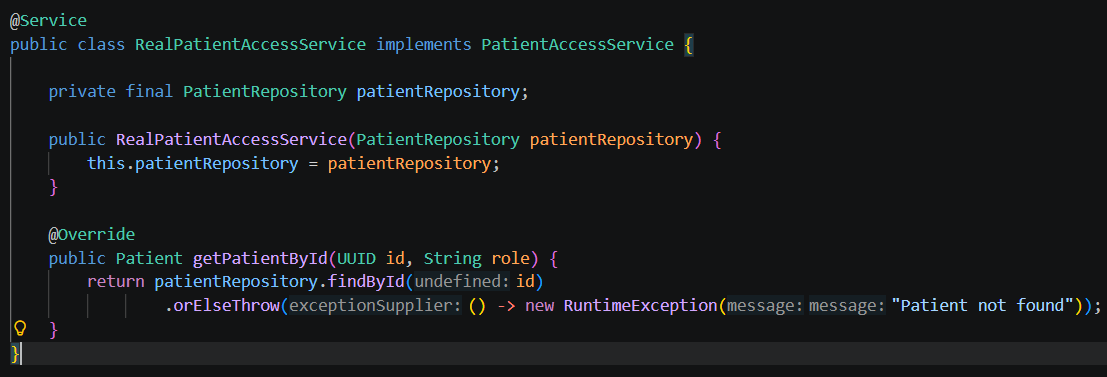 @Service
public class RealPatientAccessService implements PatientAccessService {
private final PatientRepository patientRepository;
public RealPatientAccessService(PatientRepository patientRepository) {
this.patientRepository = patientRepository;
}
@Override
public Patient getPatientById(UUID id, String role) {
return patientRepository.findById(undefined: id)
.orElseThrow(exceptionSupplier: () -> new RuntimeException(message: message: "Patient not found"));
}
}